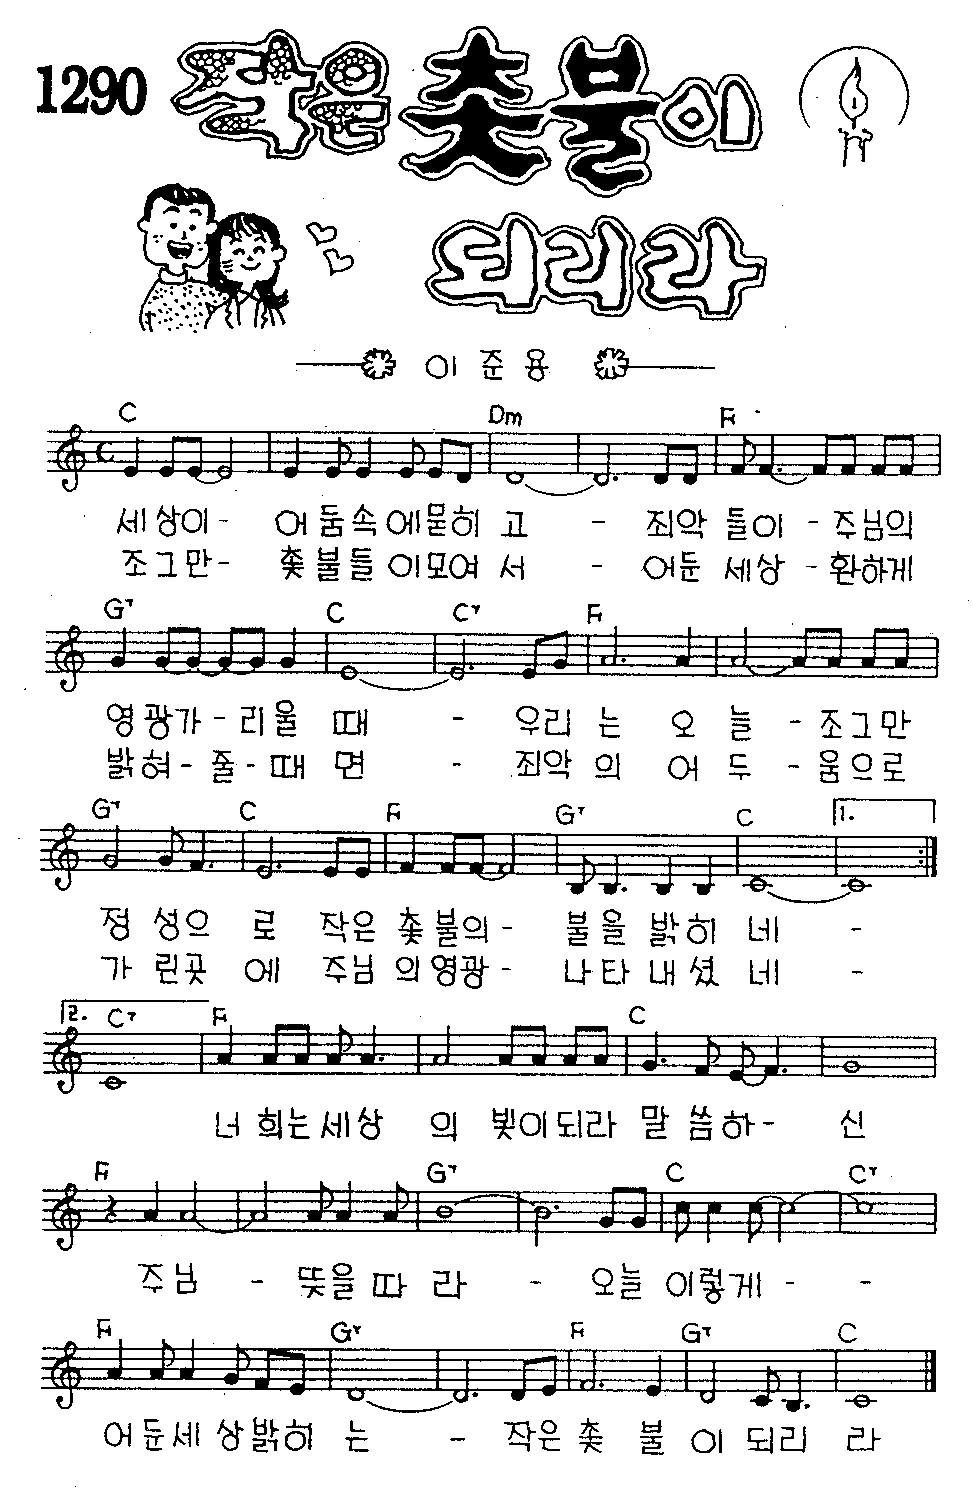 1290 작은 촛불이
되리라
이 준 용
C Dm F
세상이 - 어둠속에묻히 고 - 죄악 들이 - 주님의
조그만 - 촛불들 이모여 서 - 어둔 세상 - 환하게
G7 C C7 F
영광가 - 리울 때 - 우리 는 오 늘 - 조그만
밝혀 - 줄 - 때 면 - 죄악 의 어 두 - 움으로
G7 C F G7 C 1.
정 성으 로 작은 촛불의 - 불을 밝히 네 -
가 린곳 에 주님 의영광 - 나타 내셨 네 -
2. C7 F C
너 희는세상 의 빛이되라 말 씀하 - 신
F G7 C C7
주님 - 뜻을 따 라 - 오늘 이렇게 - -
F G7 F G7 C
어둔세 상밝히 는 - 작은 촛 불 이 되리 라